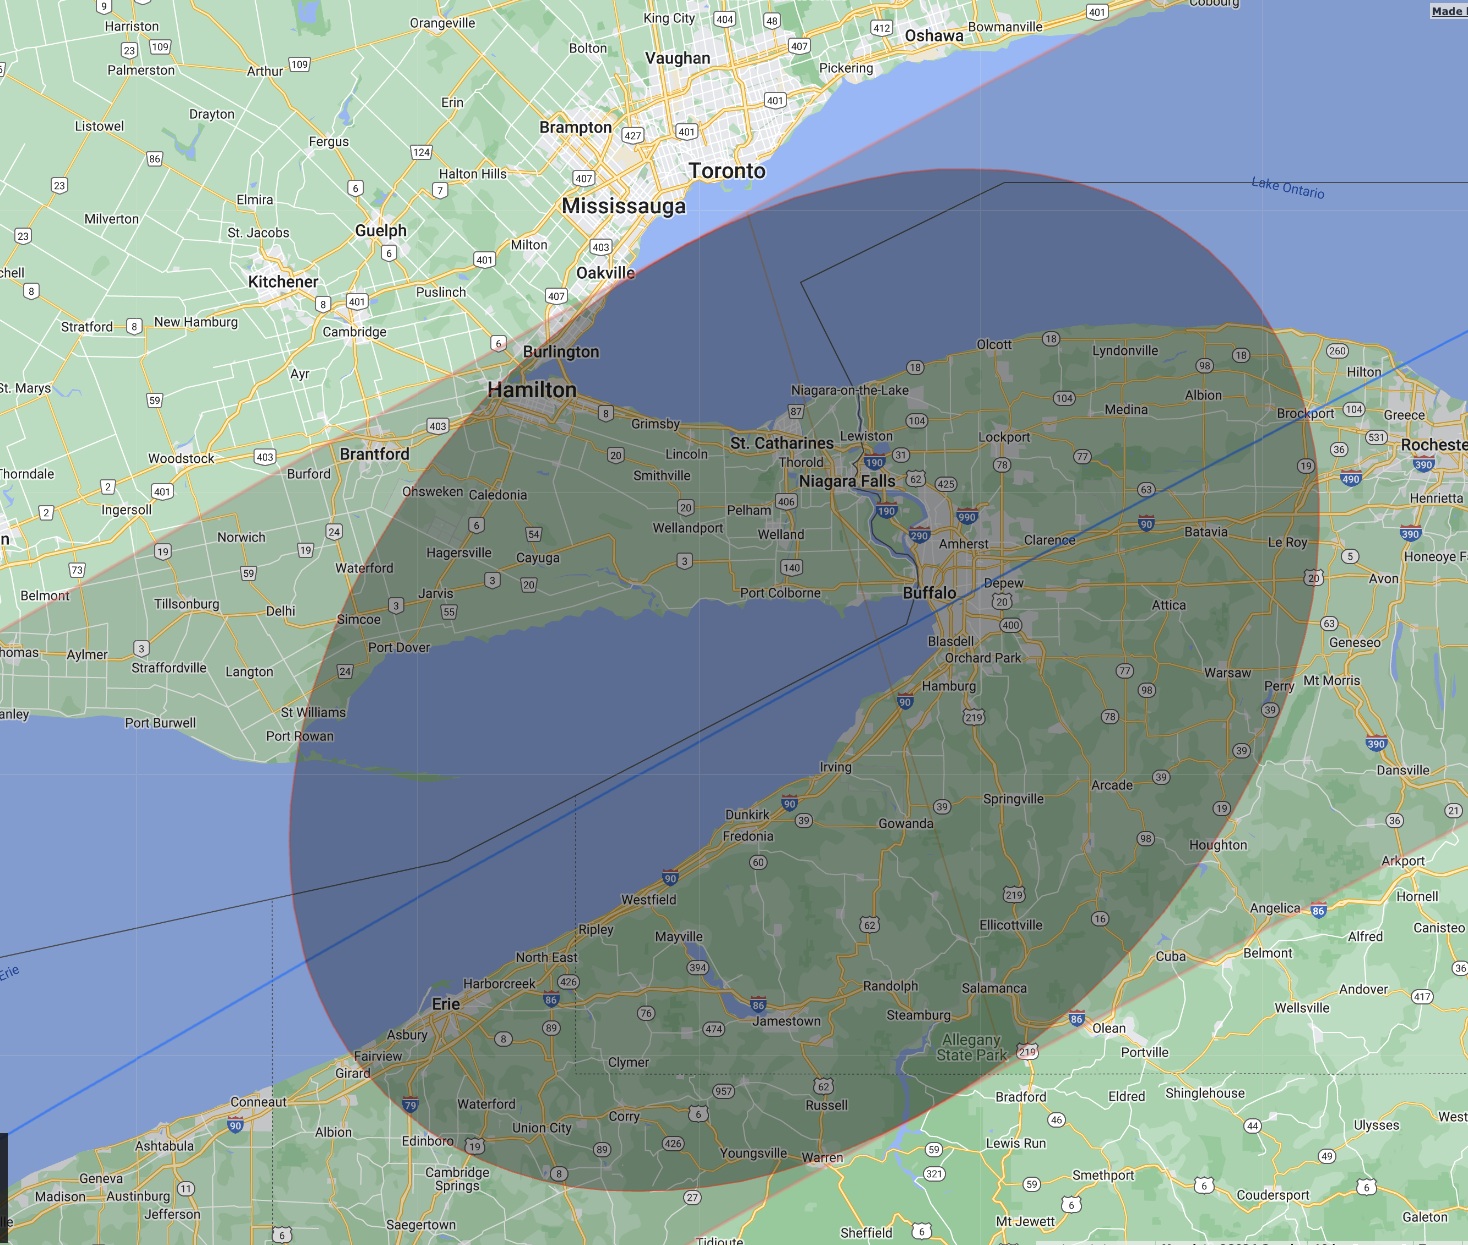 Cobourg
9
Harriston
Orangeville
King City
404
48
412
Oshawa
Bowmanville
401
Made
23
109
Bolton
Vaughan
407
Palmerston
Arthur
109
Pickering
Erin
401
Drayton
Listowel
Brampton
427
401
Fergus
86
124
Toronto
Halton Hills
407
23
6
7
Lake Ontario
Elmira
Mississauga
Milverton
St. Jacobs
Guelph
23
Milton
403
6
401
Oakville
8
Kitchener
Puslinch
407
8
401
Stratford
8
New Hamburg
Cambridge
6
Olcott
18
Lyndonville
18
260
Burlington
98
Hilton
18
Ayr
St. Marys
Hamilton
Niagara-on-the-Lake
104
Albion
59
8
87
Medina
Brockport
104
Greece
403
Grimsby
104
Lewiston
Lockport
531
St. Catharines
Rocheste
Woodstock
403
Brantford
20
Lincoln
Thorold
190
31
78
77
36
390
Thorndale
Burford
Smithville
Niagara Falls
62
425
19
490
2
401
Ohsweken
Caledonia
406
63
Henrietta
Ingersoll
20
Pelham
190
990
2
6
Wellandport
90
Batavia
390
Norwich
24
54
Welland
290
Amherst
Clarence
Le Roy
19
Hagersville
Cayuga
3
5
Honeoye F
73
59
Waterford
140
20
Avon
Belmont
3
20
Port Colborne
Buffalo
Depew
Tillsonburg
Delhi
3
Jarvis
55
20
Attica
Simcoe
400
63
Geneseo
3
Port Dover
Blasdell
homas
Aylmer
Orchard Park
Straffordville
Langton
24
77
Warsaw
Mt Morris
Hamburg
98
Perry
90
St Williams
219
78
39
anley
Port Burwell
Port Rowan
39
390
Irving
Dansville
39
90
Springville
Arcade
Dunkirk
39
39
19
21
Fredonia
Gowanda
98
36
60
Houghton
Arkport
90
219
Hornell
Westfield
Angelica
86
16
62
Ellicottville
Canisteo
Ripley
Mayville
Alfred
Belmont
North East
Cuba
394
36
Erie
Harborcreek
426
Randolph
Salamanca
Andover
417
Erie
86
86
Wellsville
76
Jamestown
Steamburg
86
Olean
Asbury
8
89
474
Allegany
State Park
219
Portville
Fairview
Girard
Clymer
Shinglehouse
957
62
Bradford
Eldred
Conneaut
79
Waterford
Corry
6
Russell
46
44
West
90
Albion
Union City
Ulysses
Ashtabula
Edinboro
19
89
426
Youngsville
Warren
59
Lewis Run
49
Geneva
Cambridge
Springs
8
321
59
Smethport
6
6
Madison
Austinburg
11
27
6
Coudersport
Jefferson
Saegertown
Mt Jewett
Galeton
6
Sheffield
6
Tidioute